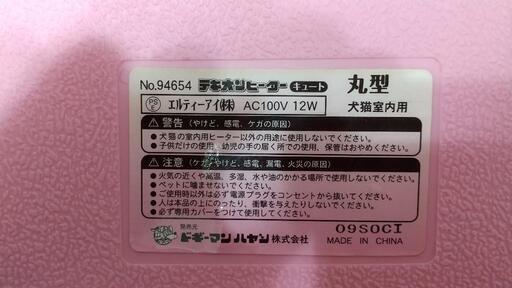 No.94654 テキオンヒーター キュート 丸型
PS E エルティーアイ(株) AC100V 12W 犬猫室内用
⚠警告(やけど、感電、ケガの原因)
●犬猫の室内用ヒーター以外の用途に使用しないでください。
●子供だけの使用・幼児の手の届く所での使用、保管はおやめください。
⚠注意(ケガ・やけど、感電、漏電、火災の原因)
●火気の近くや高温、多湿、水や油のかかる場所で使用しないでください。
●ペットに噛ませないでください。
●ご使用時以外は必ず電源プラグをコンセントから抜いてください。
●人は本品の上にのったり、衝撃を与えたりしないでください。
●必ず専用カバーをつけて使用してください。
発売元
ドギーマンハヤシ株式会社
09SOCI
MADE IN CHINA